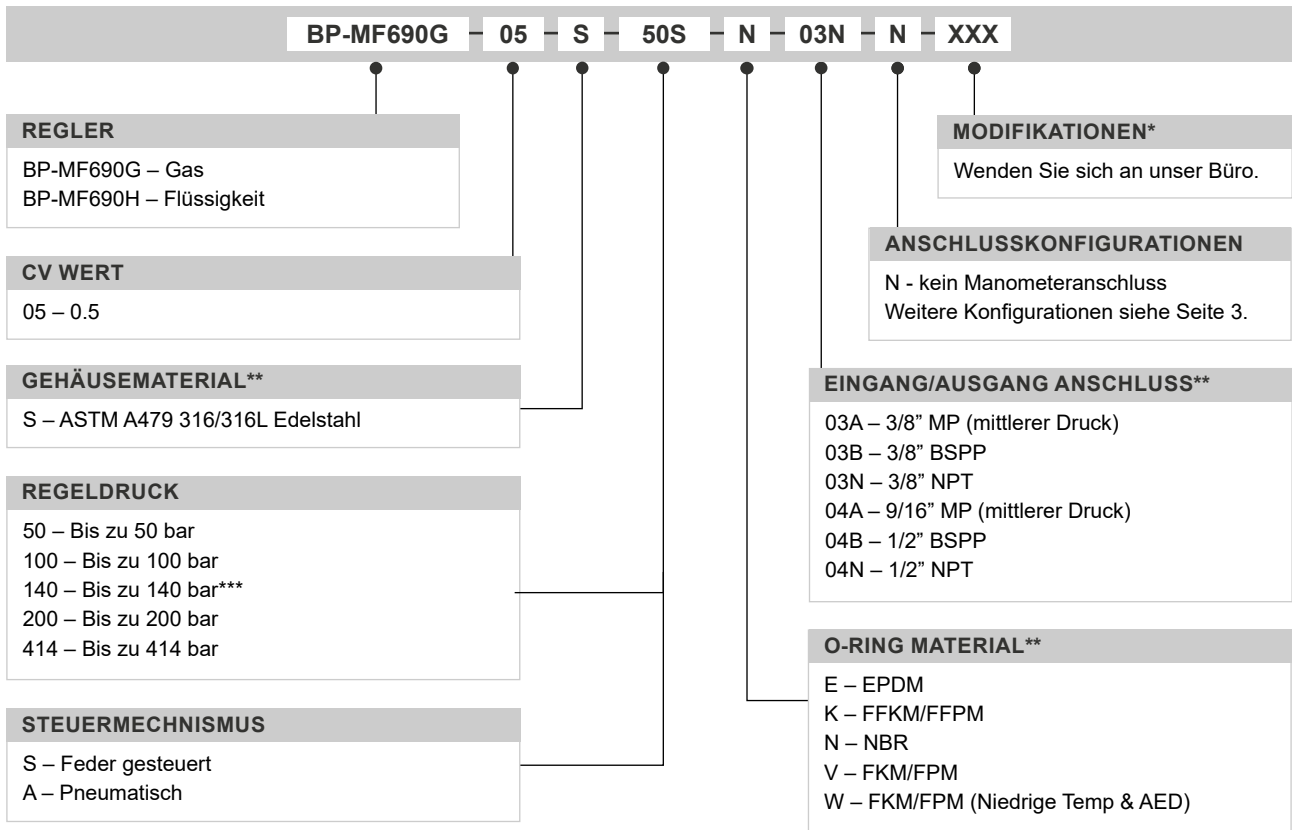 BP-MF690G – 05 – S – 50S – N – 03N – N – XXX
REGLER
BP-MF690G – Gas
BP-MF690H – Flüssigkeit
CV WERT
05 – 0.5
GEHÄUSEMATERIAL**
S – ASTM A479 316/316L Edelstahl
REGELDRUCK
50 – Bis zu 50 bar
100 – Bis zu 100 bar
140 – Bis zu 140 bar***
200 – Bis zu 200 bar
414 – Bis zu 414 bar
STEUERMECHNISMUS
S – Feder gesteuert
A – Pneumatisch
MODIFIKATIONEN*
Wenden Sie sich an unser Büro.
ANSCHLUSSKONFIGURATIONEN
N - kein Manometeranschluss
Weitere Konfigurationen siehe Seite 3.
EINGANG/AUSGANG ANSCHLUSS**
03A – 3/8” MP (mittlerer Druck)
03B – 3/8” BSPP
03N – 3/8” NPT
04A – 9/16” MP (mittlerer Druck)
04B – 1/2” BSPP
04N – 1/2” NPT
O-RING MATERIAL**
E – EPDM
K – FFKM/FFPM
N – NBR
V – FKM/FPM
W – FKM/FPM (Niedrige Temp & AED)